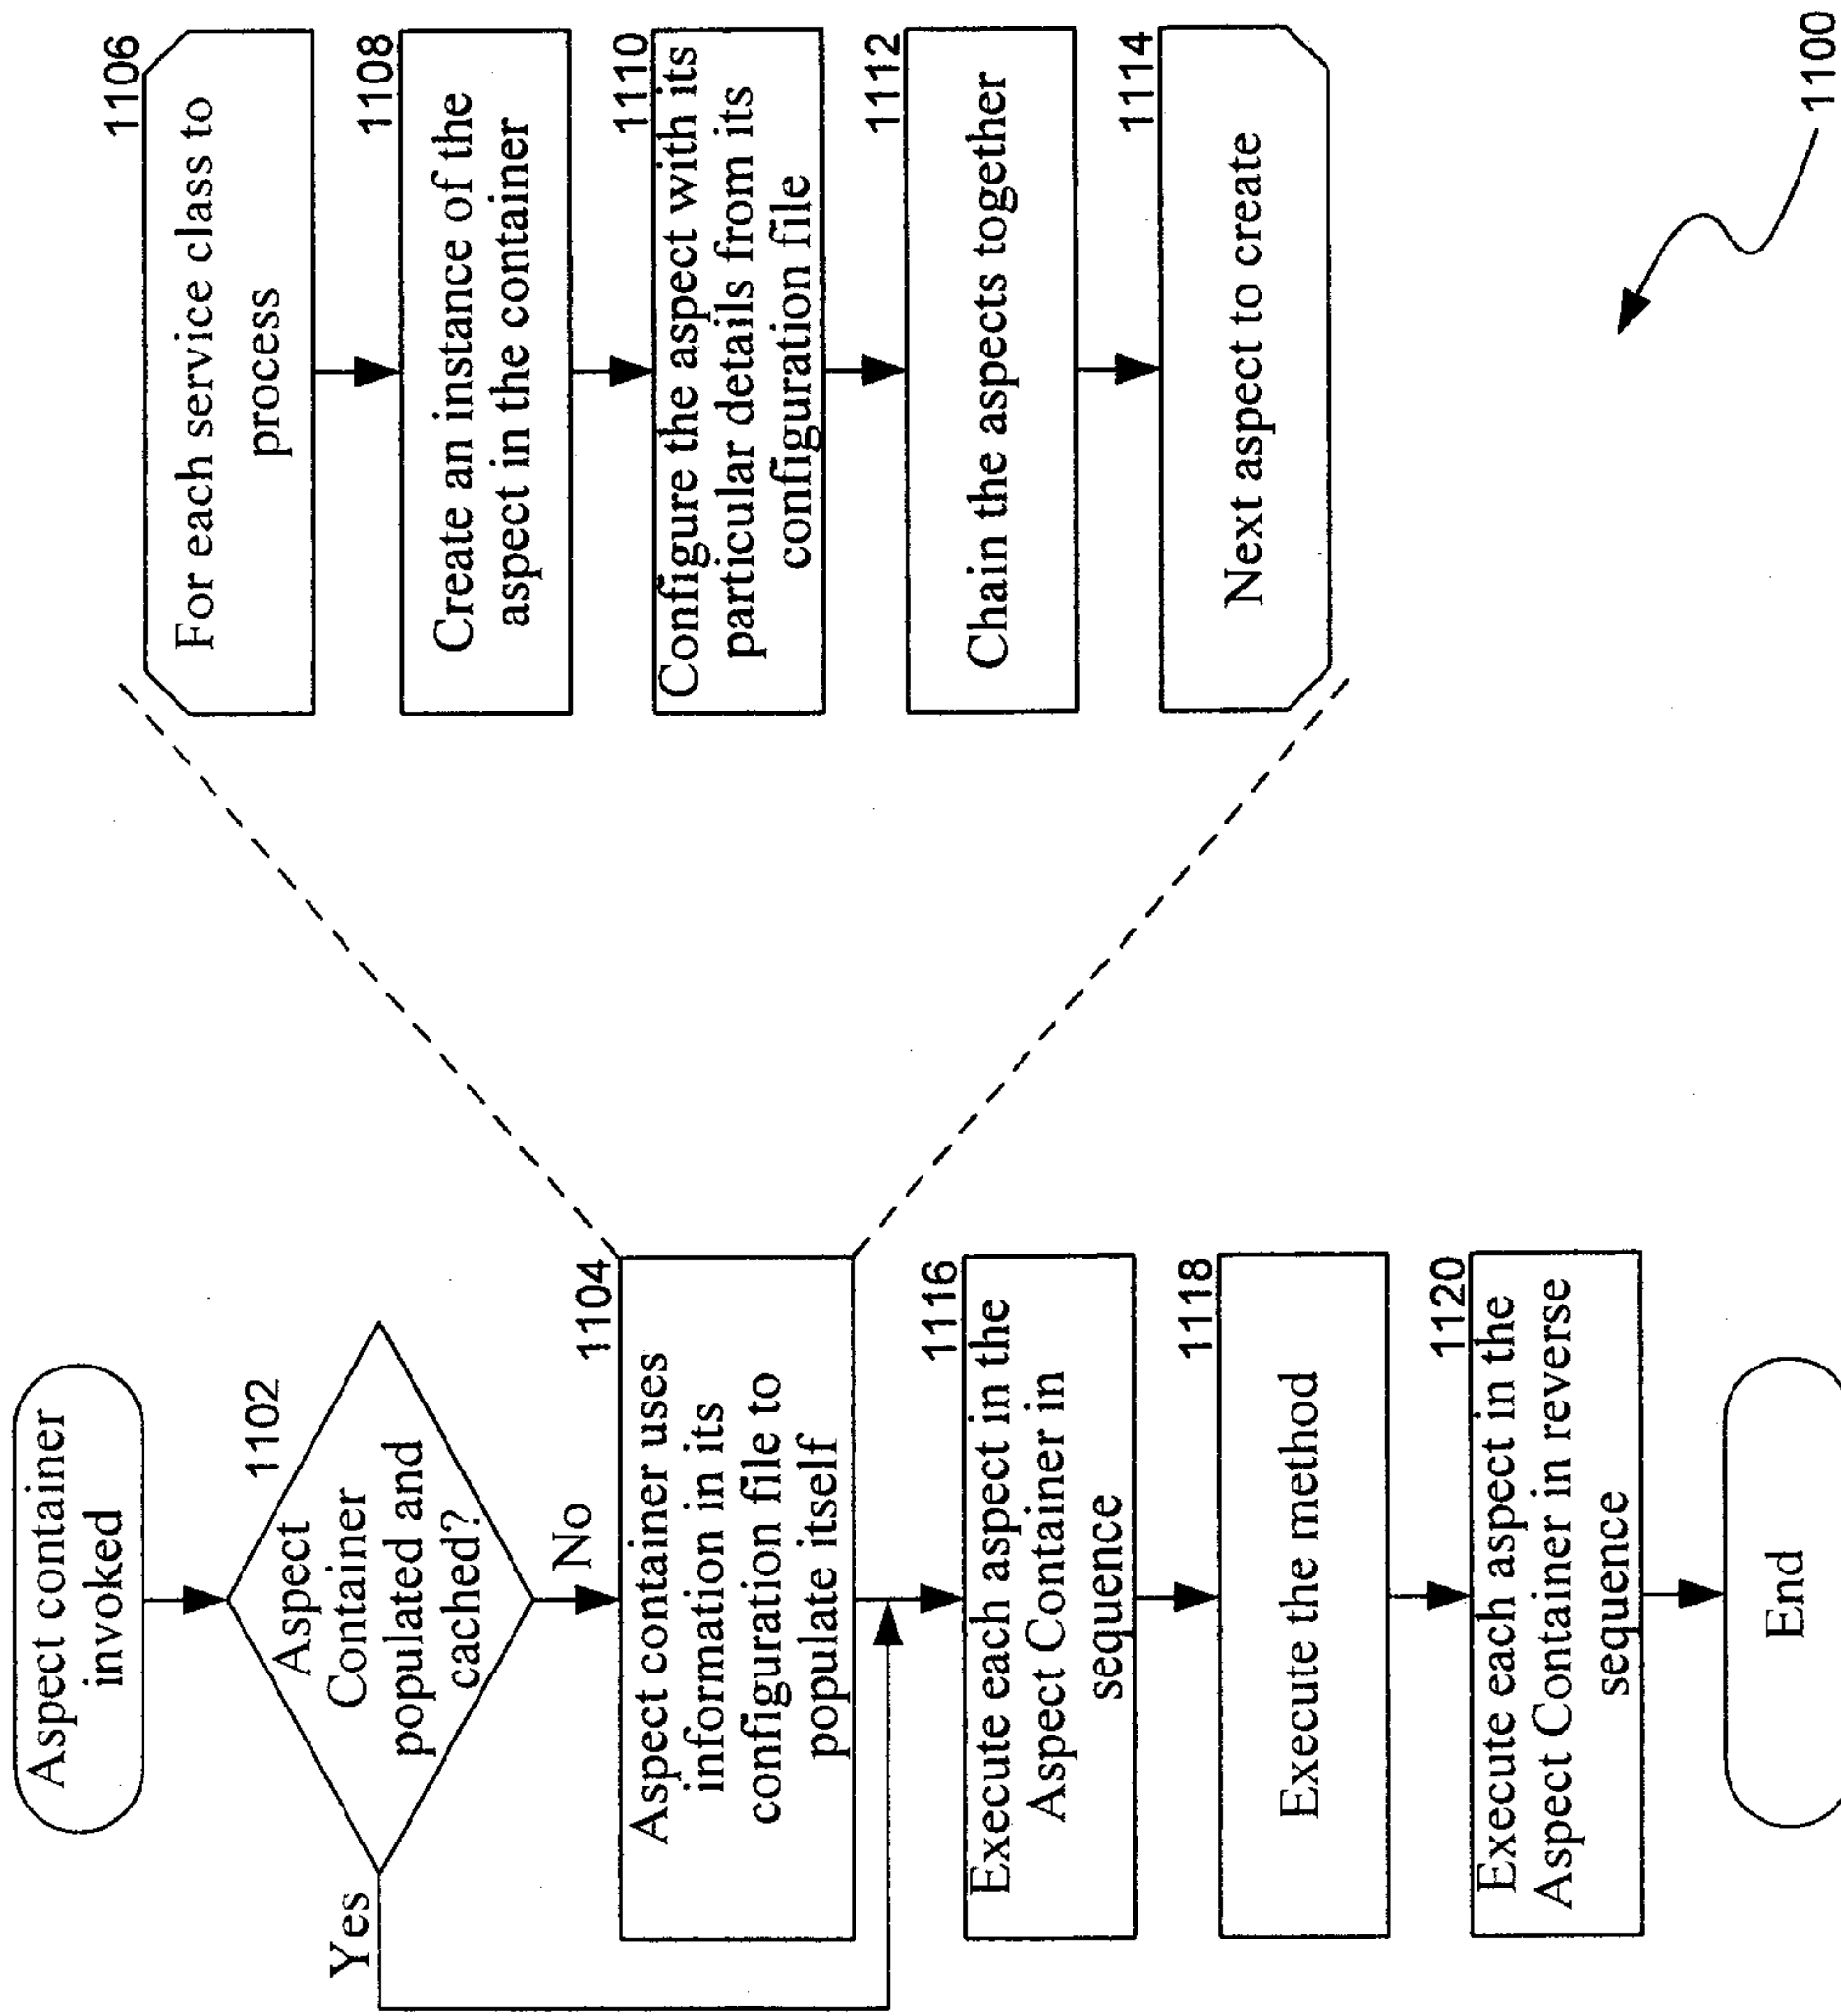 Aspect container
invoked
1102
Aspect
Container
populated and
cached?
Yes
No
1104
Aspect container uses
information in its
configuration file to
populate itself
1116
Execute each aspect in the
Aspect Container in
sequence
1118
Execute the method
1120
Execute each aspect in the
Aspect Container in reverse
sequence
End
1106
For each service class to
process
1108
Create an instance of the
aspect in the container
1110
Configure the aspect with its
particular details from its
configuration file
1112
Chain the aspects together
1114
Next aspect to create
1100